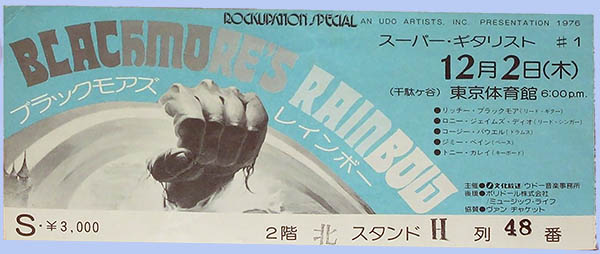 ROCKUPATION SPECIAL AN UDO ARTISTS, INC. PRESENTATION 1976
BLACKMORE'S RAINBOW
ブラックモアズ
レインボー
スーパー・ギタリスト ♯1
12月2日(木)
(千駄ケ谷) 東京体育館 6:00p.m.
●リッチー・ブラックモア(リード・ギター)
●ロニー・ジェイムズ・ディオ(リード・シンガー)
●コージー・パウエル(ドラムス)
●ジミー・ベイン(ベース)
●トニー・カレイ(キーボード)
主催●文化放送 ウドー音楽事務所
後援●ポリドール株式会社
/ミュージック・ライフ
協賛●ヴァン ヂャケット
S・¥3,000
2階 北 スタンド H 列 48 番